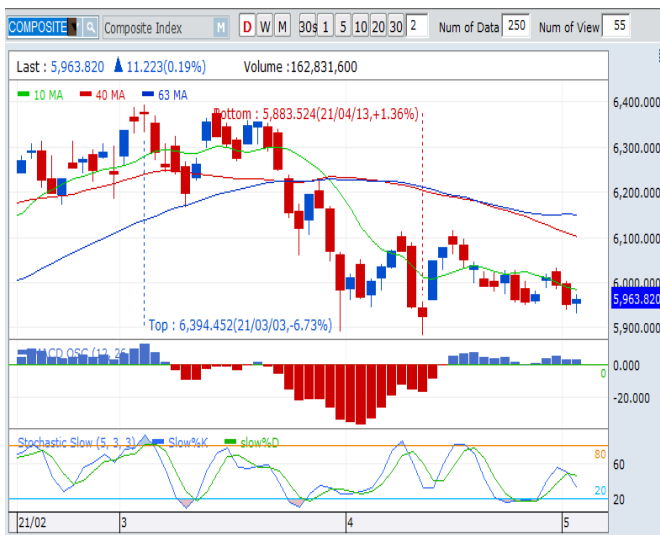 COMPOSITE Composite Index M D W M 30s 1 5 10 20 30 2 Num of Data 250 Num of View 55
Last : 5,963.820 ▲ 11.223(0.19%) Volume :162,831,600
10 MA 40 MA 63 MA
Bottom : 5,883.524(21/04/13,+1.36%)
6,400.000
6,300.000
6,200.000
6,100.000
6,000.000
5,963.820
5,900.000
Top : 6,394.452(21/03/03,-6.73%)
MACD OSC (12, 26
0.000
0
-20.000
Stochastic Slow (5, 3, 3) Slow%K slow%D
80
60
20
20
21/02 3 4 5